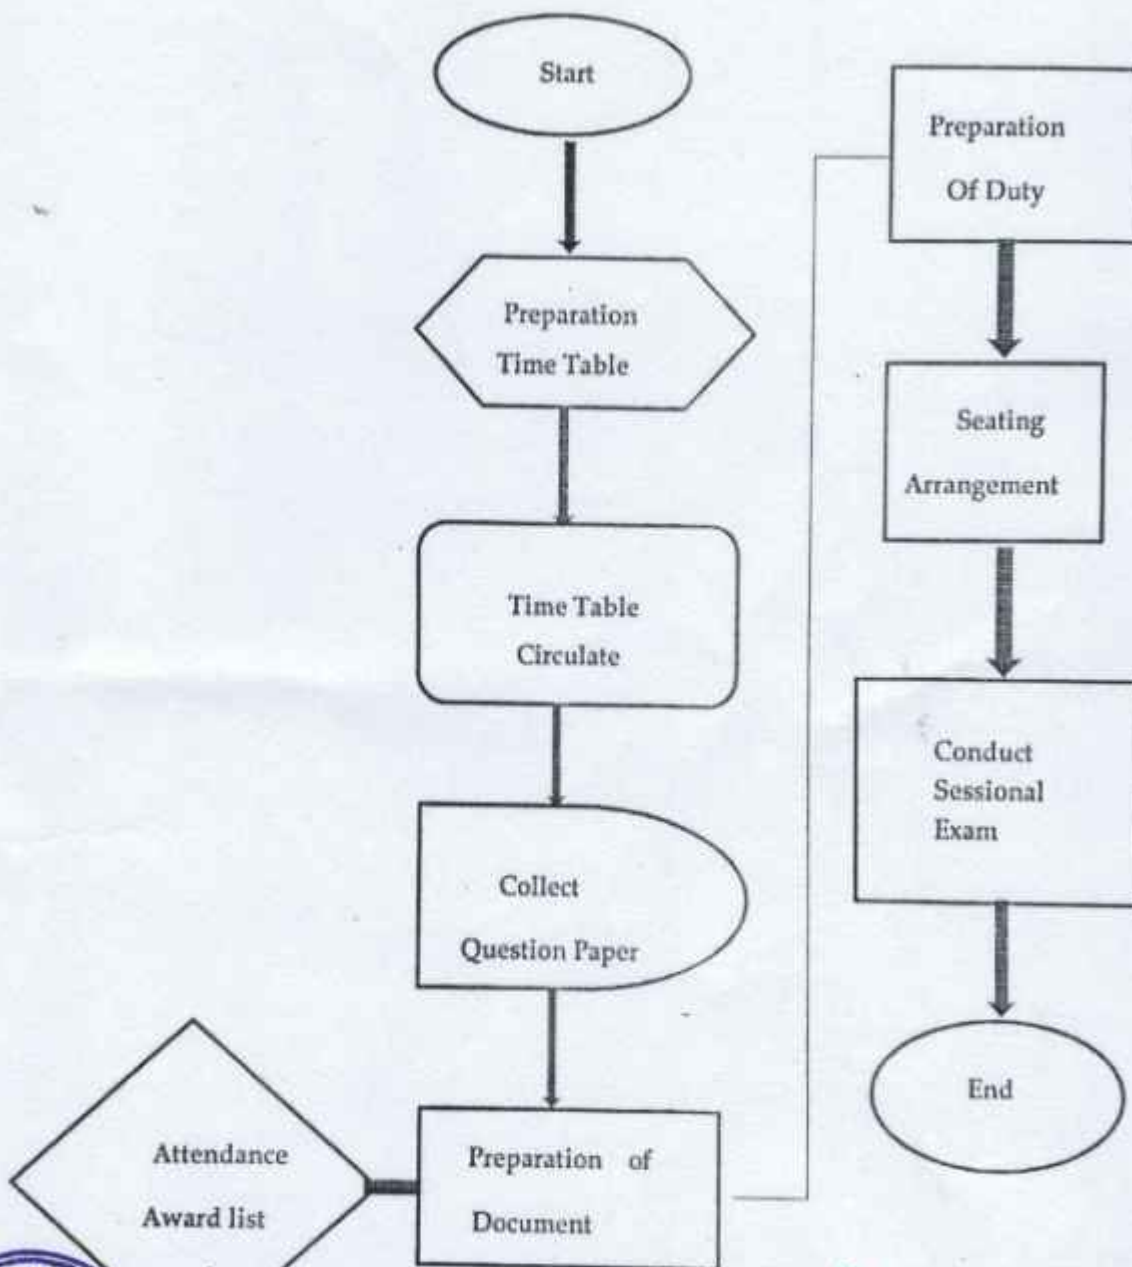 Start
Preparation
Time Table
Time Table
Circulate
Collect
Question Paper
Preparation of
Document
Attendance
Award list
Preparation
Of Duty
Seating
Arrangement
Conduct
Sessional
Exam
End